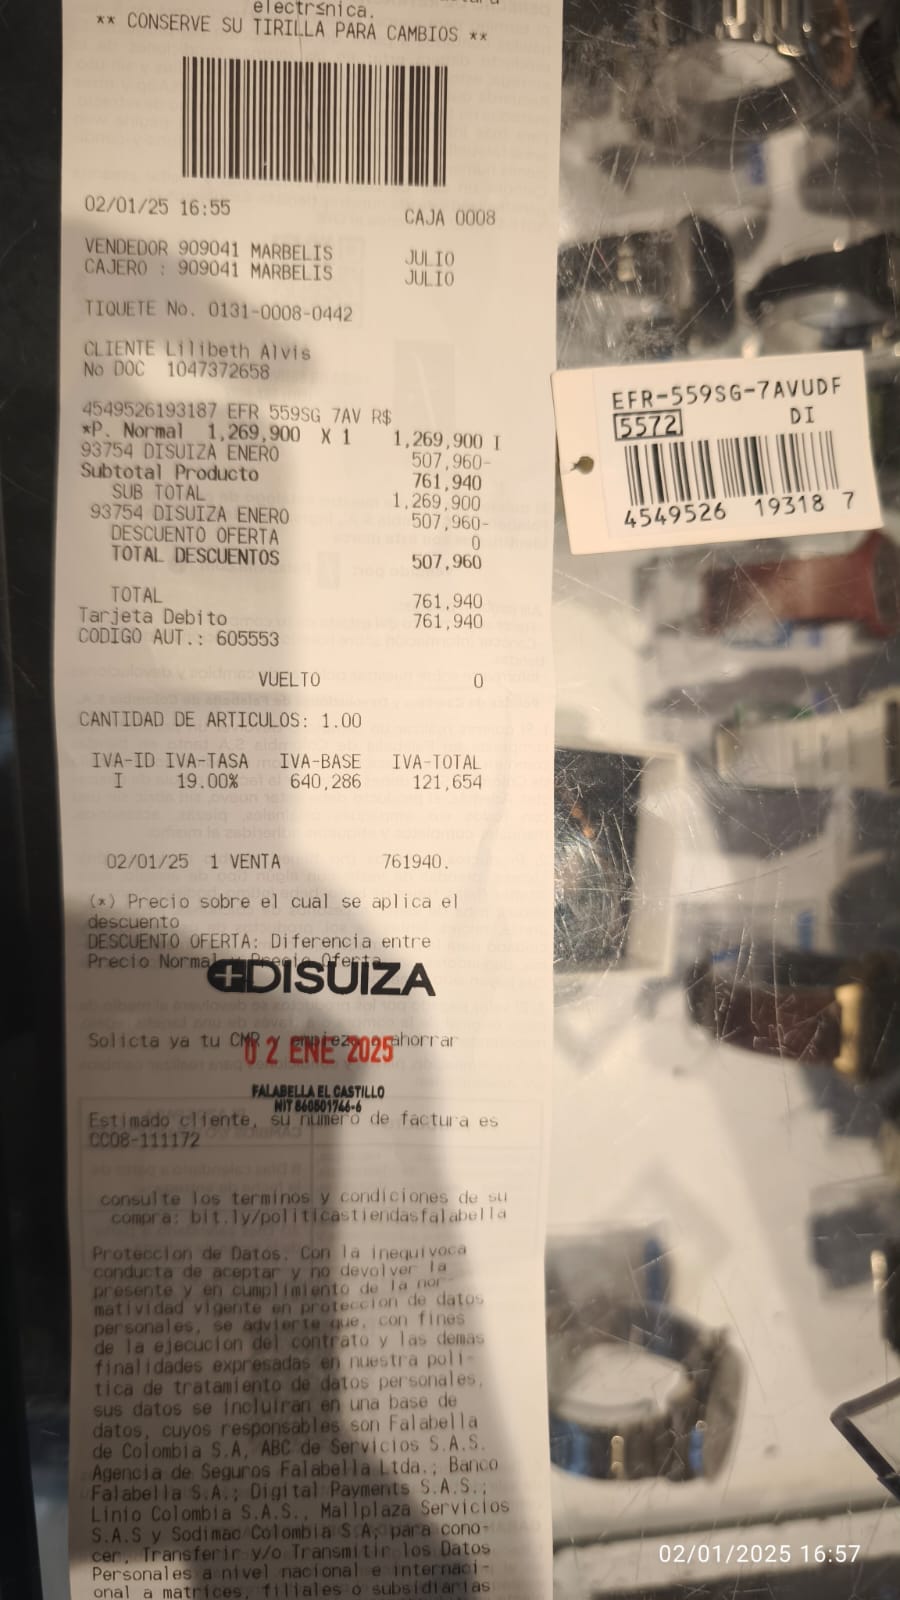 electr≤nica.
** CONSERVE SU TIRILLA PARA CAMBIOS **
02/01/25 16:55 CAJA 0008
VENDEDOR 909041 MARBELIS JULIO
CAJERO : 909041 MARBELIS JULIO
TIQUETE No. 0131-0008-0442
CLIENTE Lilibeth Alvis
No DOC 1047372658
4549526193187 EFR 559SG 7AV R$
*P. Normal 1,269,900 X 1 1,269,900 I
93754 DISUIZA ENERO 507,960-
Subtotal Producto 761,940
SUB TOTAL 1,269,900
93754 DISUIZA ENERO 507,960-
DESCUENTO OFERTA 0
TOTAL DESCUENTOS 507,960
TOTAL 761,940
Tarjeta Debito 761,940
CODIGO AUT.: 605553
VUELTO 0
CANTIDAD DE ARTICULOS: 1.00
IVA-ID IVA-TASA IVA-BASE IVA-TOTAL
I 19.00% 640,286 121,654
02/01/25 1 VENTA 761940.
(*) Precio sobre el cual se aplica el
descuento
DESCUENTO OFERTA: Diferencia entre
Precio Normal y Precio Oferta
DISUIZA
Solicta ya tu CMR y empieza ahorrar
02 ENE 2025
FALABELLA EL CASTILLO
NIT 860501766-6
Estimado cliente, su numero de factura es
CC08-111172
consulte los terminos y condiciones de su
compra: bit.ly/politicastiendasfalabella
Proteccion de Datos. Con la inequivoca
conducta de aceptar y no devolver la
presente y en cumplimiento de la nor-
matividad vigente en proteccion de datos
personales, se advierte que, con fines
de la ejecucion del contrato y las demas
finalidades expresadas en nuestra poli-
tica de tratamiento de datos personales,
sus datos se incluiran en una base de
datos, cuyos responsables son Falabella
de Colombia S.A, ABC de Servicios S.A.S.
Agencia de Seguros Falabella Ltda.; Banco
Falabella S.A.; Digital Payments S.A.S.;
Linio Colombia S.A.S., Mallplaza Servicios
S.A.S y Sodimac Colombia S.A; para cono-
cer, Transferir y/o Transmitir los Datos
Personales a nivel nacional e internaci-
onal a matrices, filiales o subsidiarias
EFR-559SG-7AVUDF
5572 DI
4549526 19318 7
02/01/2025 16:57